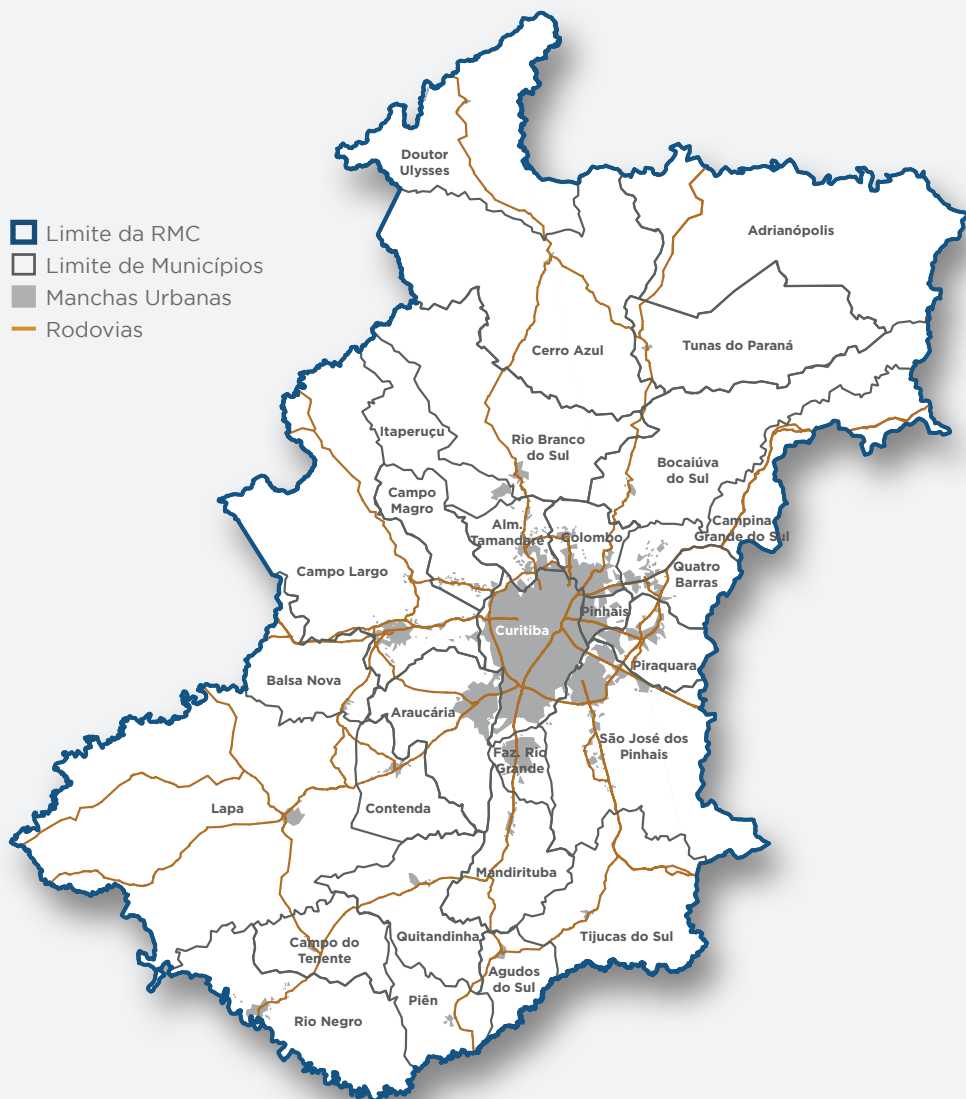 Doutor
Ulysses
Adrianópolis
Limite da RMC
Limite de Municípios
Manchas Urbanas
Rodovias
Cerro Azul
Tunas do Paraná
Itaperuçu
Rio Branco
do Sul
Bocaiúva
do Sul
Campo
Magro
Alm.
Tamandaré
Colombo
Campina
Grande do Sul
Campo Largo
Quatro
Barras
Pinhais
Curitiba
Piraquara
Balsa Nova
Araucária
São José dos
Pinhais
Faz. Rio
Grande
Lapa
Contenda
Mandirituba
Campo do
Tenente
Quitandinha
Tijucas do Sul
Agudos
do Sul
Piên
Rio Negro